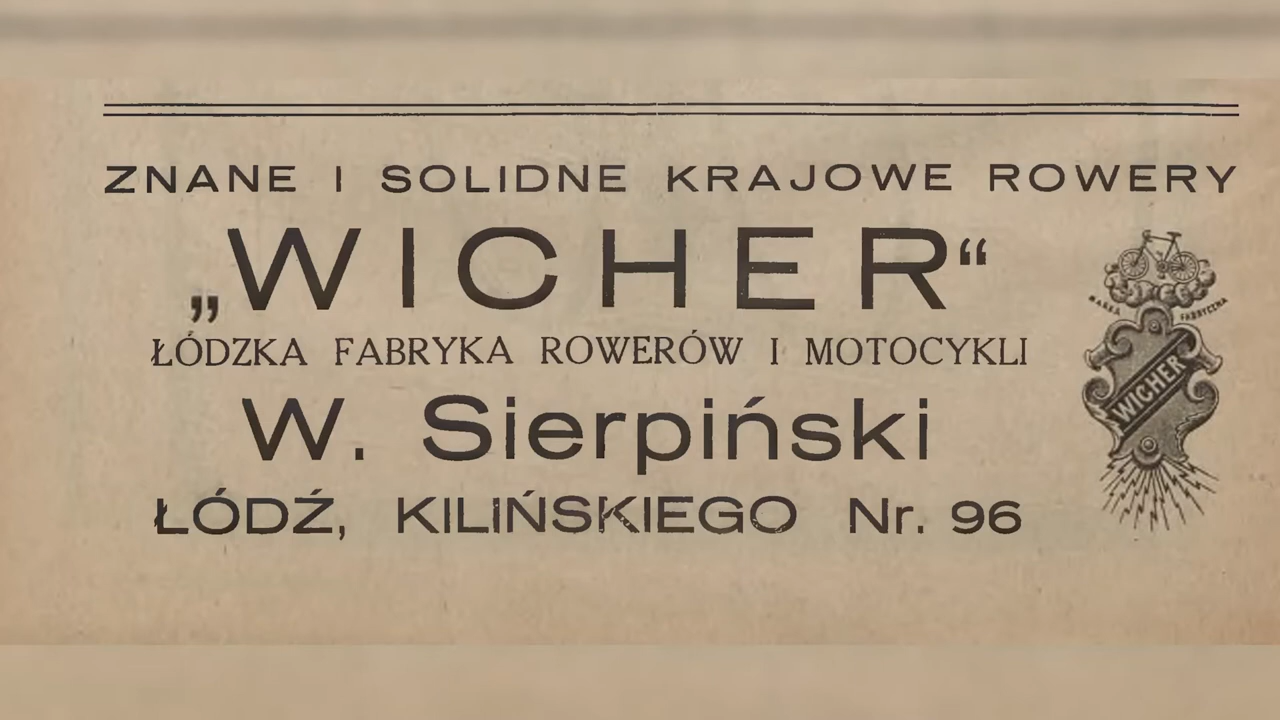 ZNANE I SOLIDNE KRAJOWE ROWERY
„WICHER“
ŁÓDZKA FABRYKA ROWERÓW I MOTOCYKLI
W. Sierpiński
ŁÓDŹ, KILIŃSKIEGO Nr. 96
MARKA FABRYCZNA
WICHER